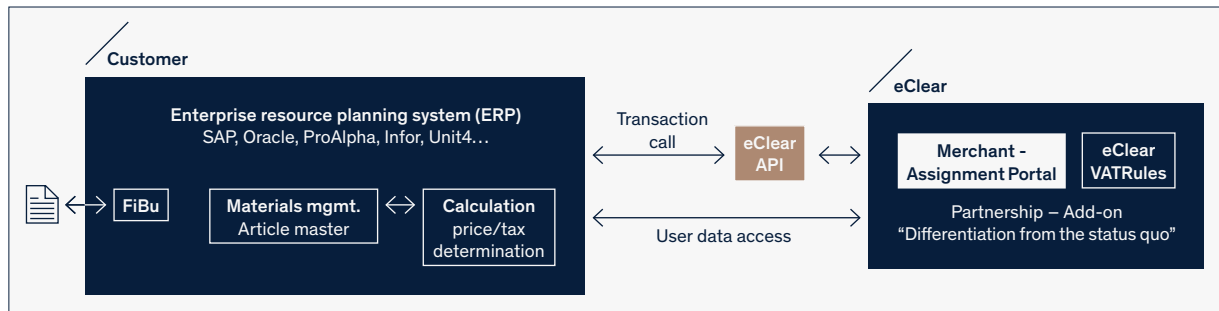 Customer
Enterprise resource planning system (ERP)
SAP, Oracle, ProAlpha, Infor, Unit4…
FiBu
Materials mgmt.
Article master
Calculation
price/tax
determination
Transaction
call
eClear
API
User data access
eClear
Merchant -
Assignment Portal
eClear
VATRules
Partnership – Add-on
“Differentiation from the status quo”